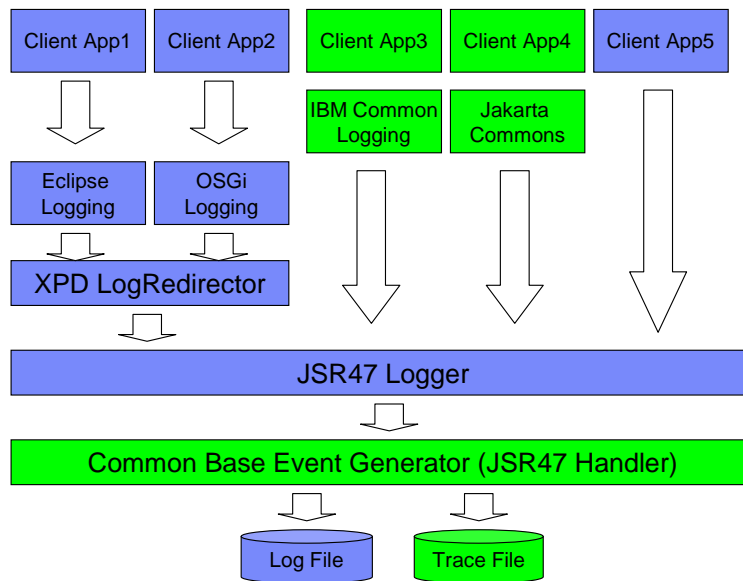 Client App1
Client App2
Client App3
Client App4
Client App5
IBM Common
Logging
Jakarta
Commons
Eclipse
Logging
OSGi
Logging
XPD LogRedirector
JSR47 Logger
Common Base Event Generator (JSR47 Handler)
Log File
Trace File